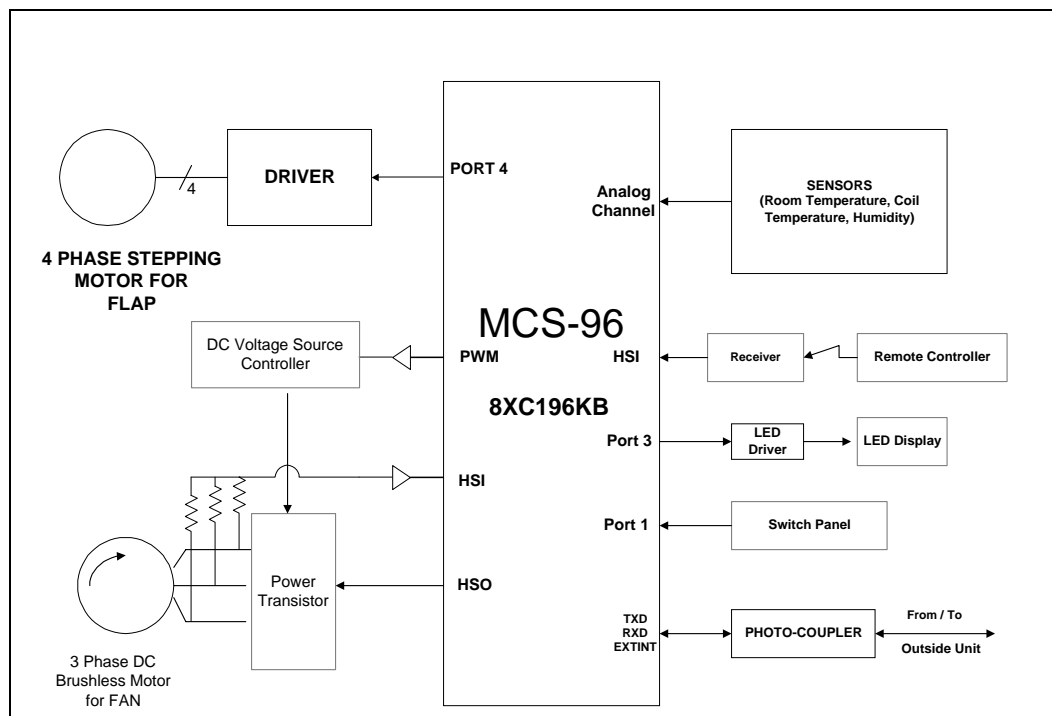 PORT 4
DRIVER
4
4 PHASE STEPPING
MOTOR FOR
FLAP
DC Voltage Source
Controller
PWM
HSI
Power
Transistor
HSO
3 Phase DC
Brushless Motor
for FAN
MCS-96
8XC196KB
Analog
Channel
SENSORS
(Room Temperature, Coil
Temperature, Humidity)
HSI
Receiver
Remote Controller
Port 3
LED
Driver
LED Display
Port 1
Switch Panel
TXD
RXD
EXTINT
PHOTO-COUPLER
From / To
Outside Unit